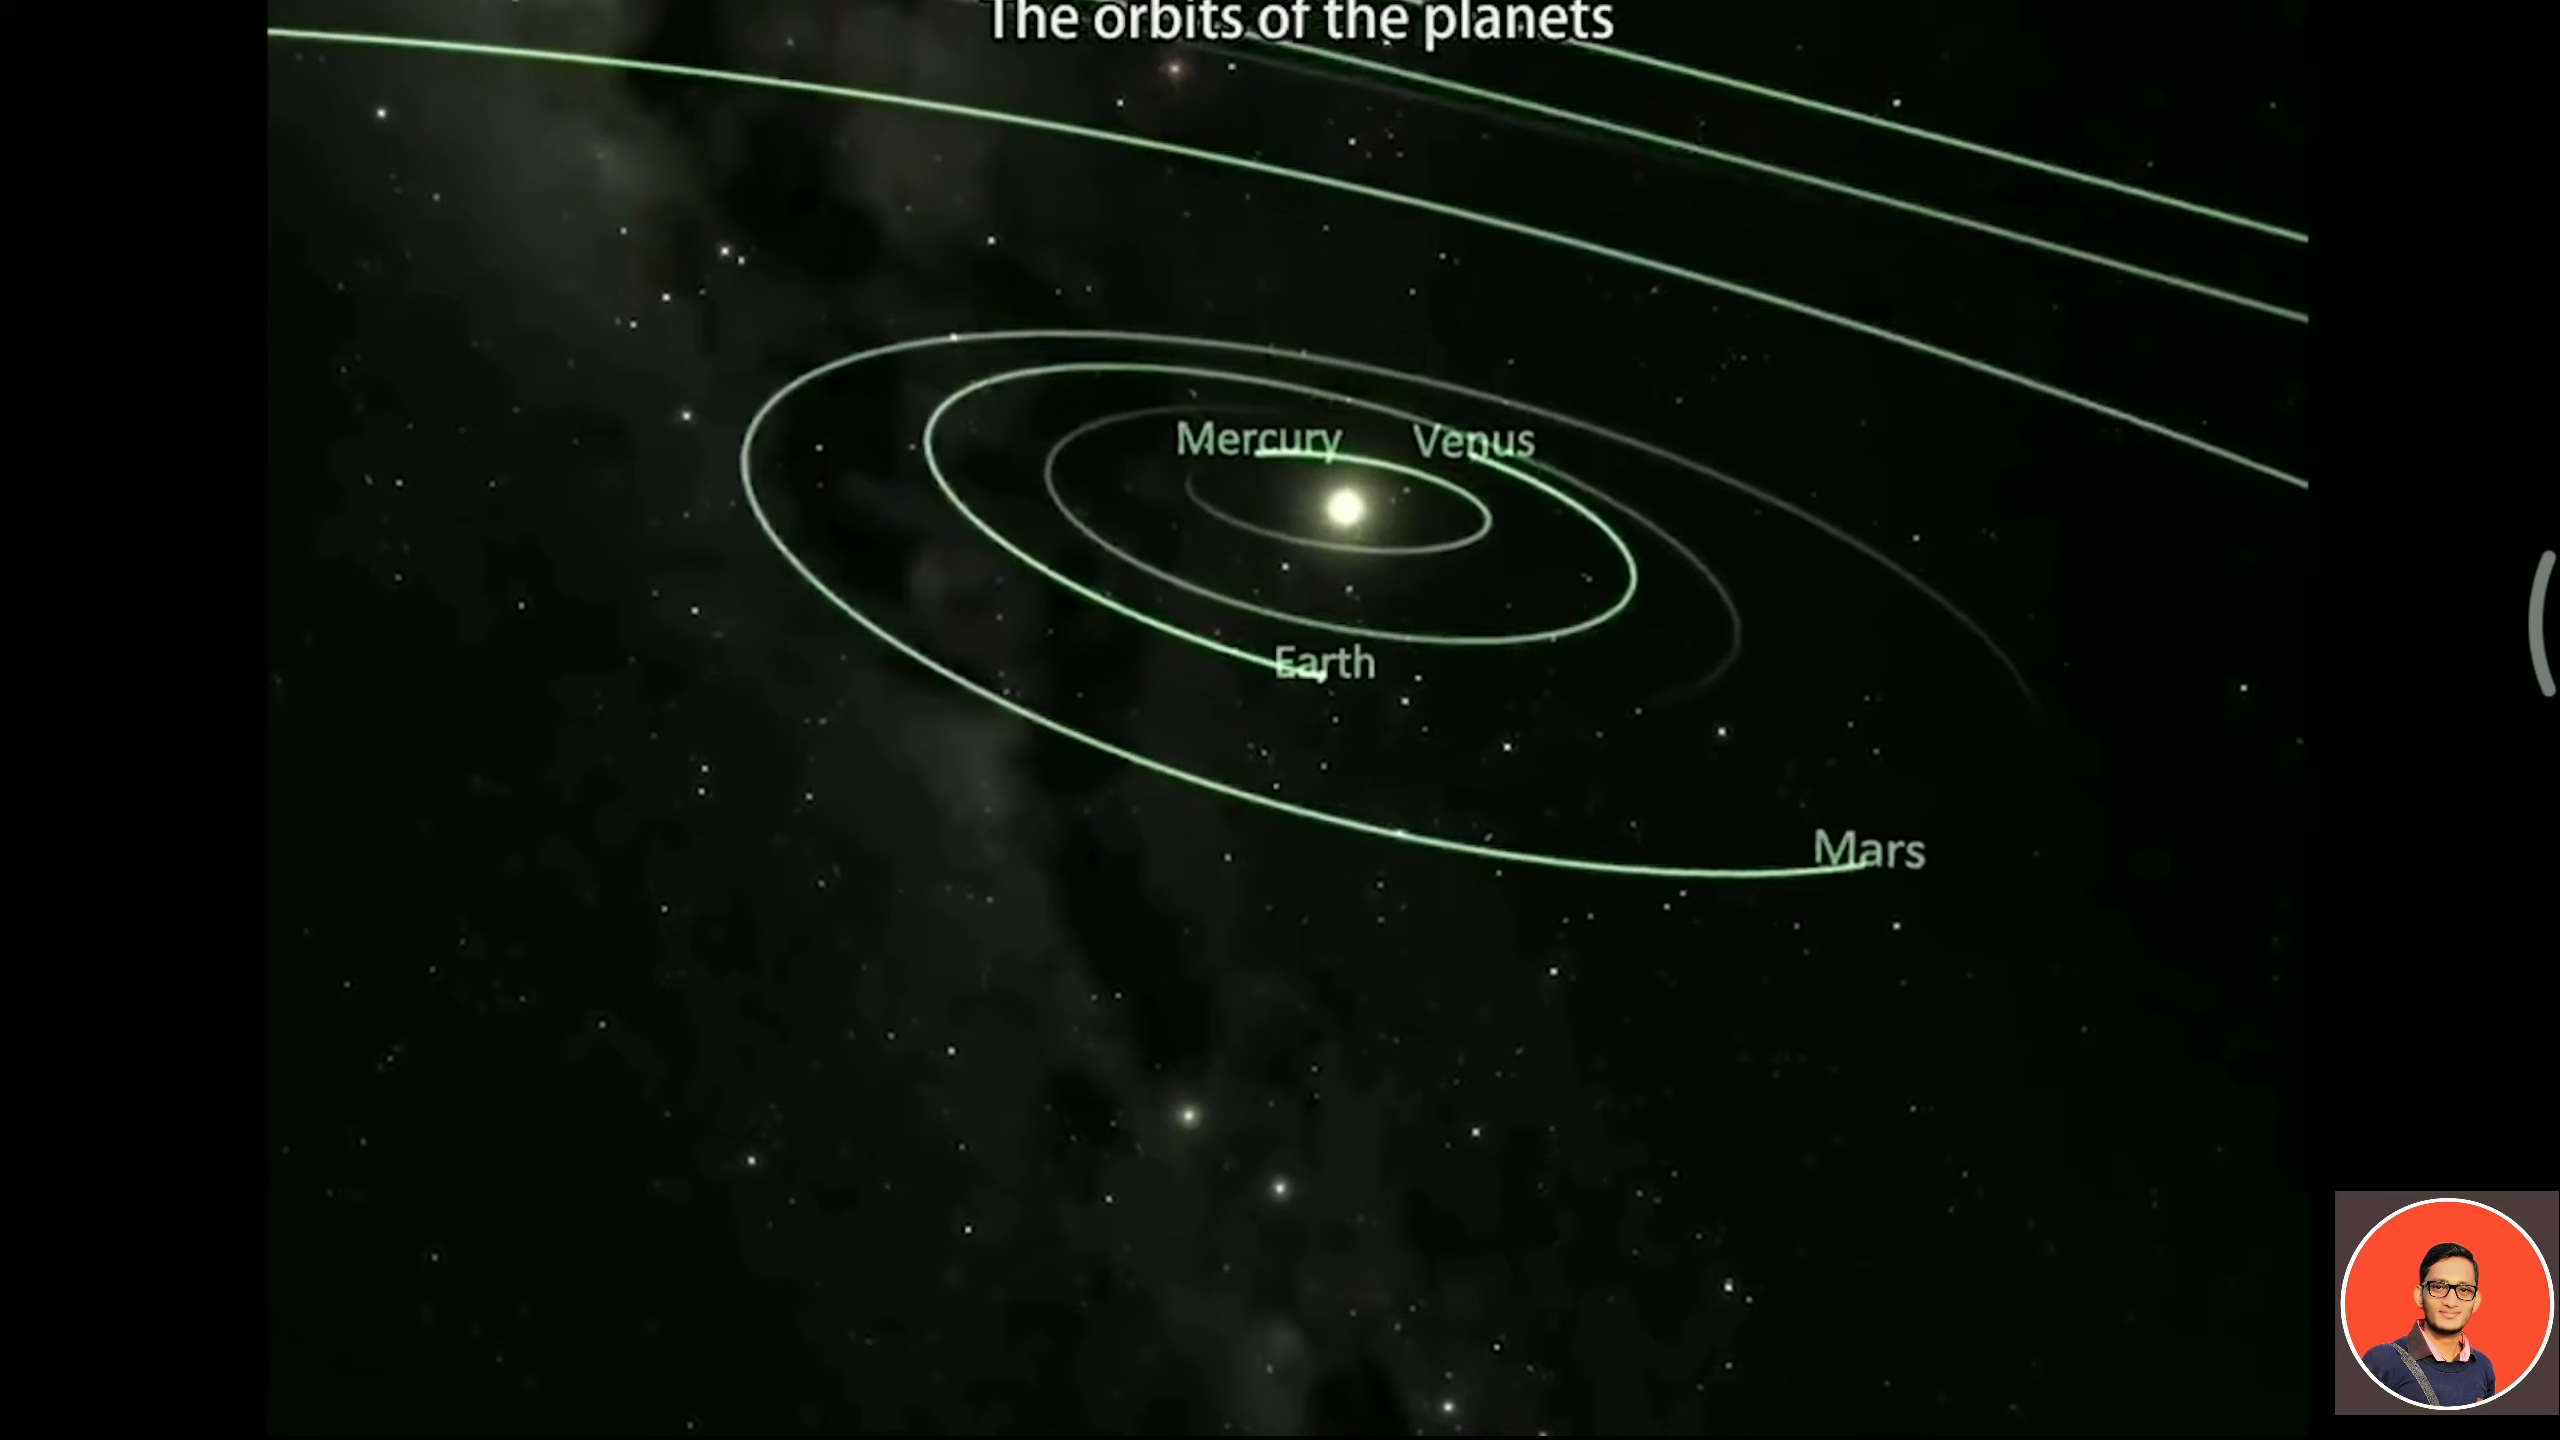 The orbits of the planets
Mercury
Venus
Earth
Mars